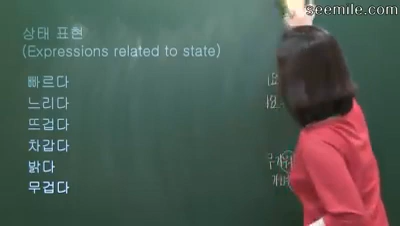 seemile.com
상태 표현
(Expressions related to state)
빠르다
느리다
뜨겁다
차갑다
밝다
무겁다